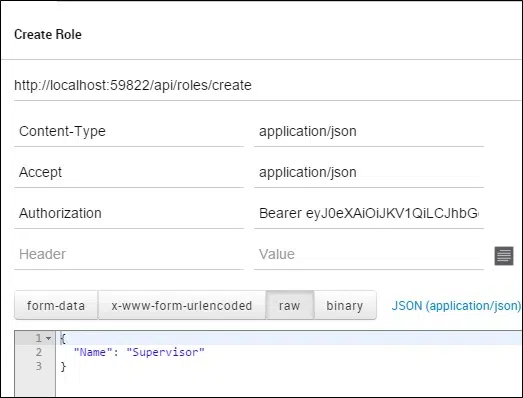 Create Role
http://localhost:59822/api/roles/create
Content-Type application/json
Accept application/json
Authorization Bearer eyJ0eXAiOiJKV1QiLCJhbG
Header Value
form-data x-www-form-urlencoded raw binary JSON (application/json)
1 {
2 "Name": "Supervisor"
3 }